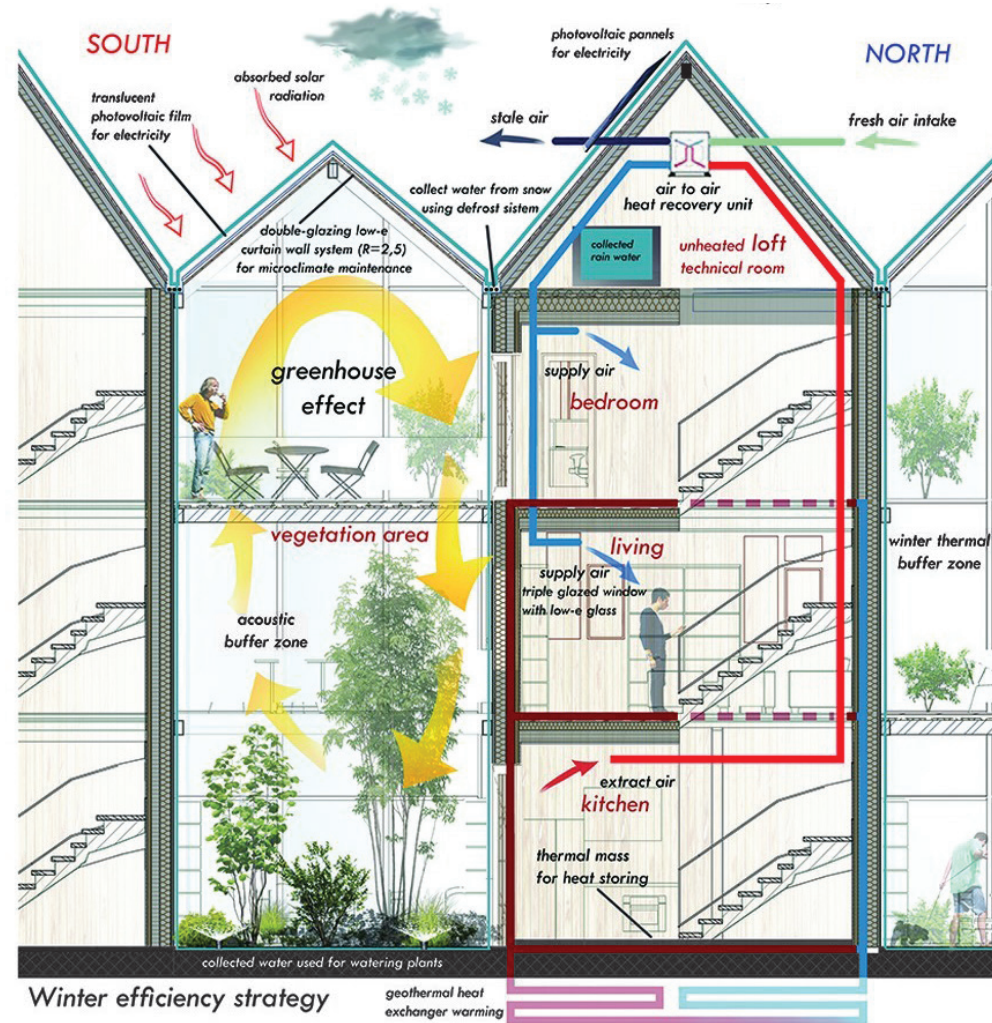 SOUTH
NORTH
photovoltaic pannels
for electricity
absorbed solar
radiation
translucent
photovoltaic film
for electricity
stale air
fresh air intake
collect water from snow
using defrost sistem
air to air
heat recovery unit
double-glazing low-e
curtain wall system (R=2,5)
for microclimate maintenance
collected
rain water
unheated loft
technical room
greenhouse
effect
supply air
bedroom
vegetation area
living
supply air
triple glazed window
with low-e glass
winter thermal
buffer zone
acoustic
buffer zone
extract air
kitchen
thermal mass
for heat storing
collected water used for watering plants
Winter efficiency strategy
geothermal heat
exchanger warming